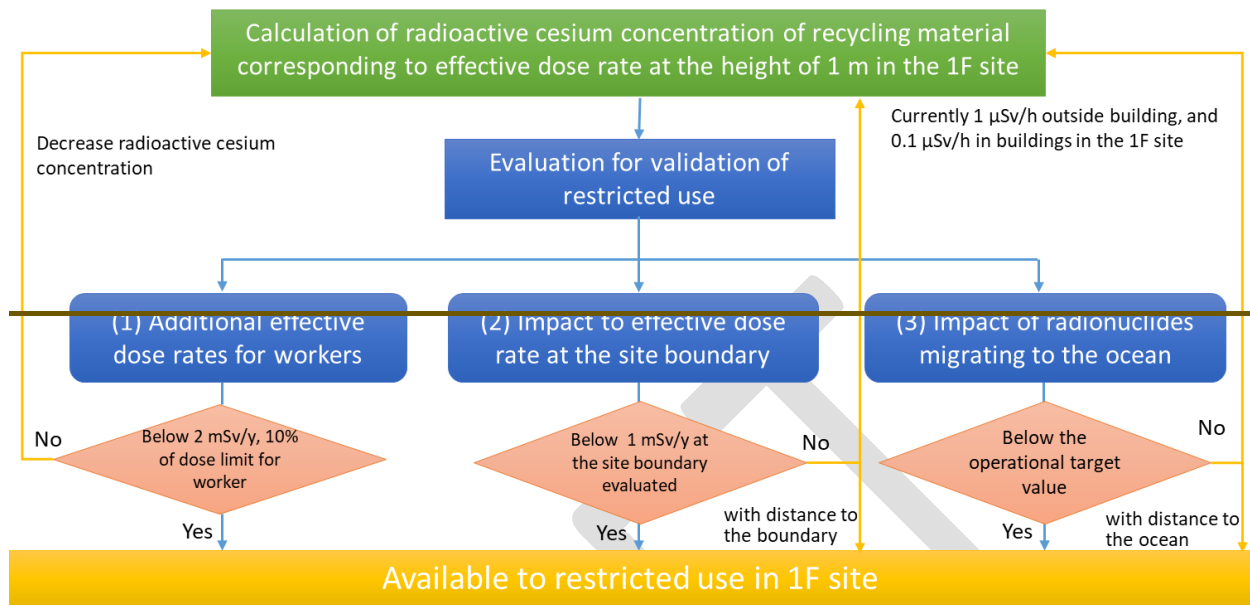 Calculation of radioactive cesium concentration of recycling material
corresponding to effective dose rate at the height of 1 m in the 1F site
Decrease radioactive cesium
concentration
Currently 1 μSv/h outside building, and
0.1 μSv/h in buildings in the 1F site
Evaluation for validation of
restricted use
(1) Additional effective
dose rates for workers
(2) Impact to effective dose
rate at the site boundary
(3) Impact of radionuclides
migrating to the ocean
No
Below 2 mSv/y, 10%
of dose limit for
worker
Yes
Below 1 mSv/y at
the site boundary
evaluated
No
Yes
with distance to
the boundary
Below the
operational target
value
No
Yes
with distance to
the ocean
Available to restricted use in 1F site